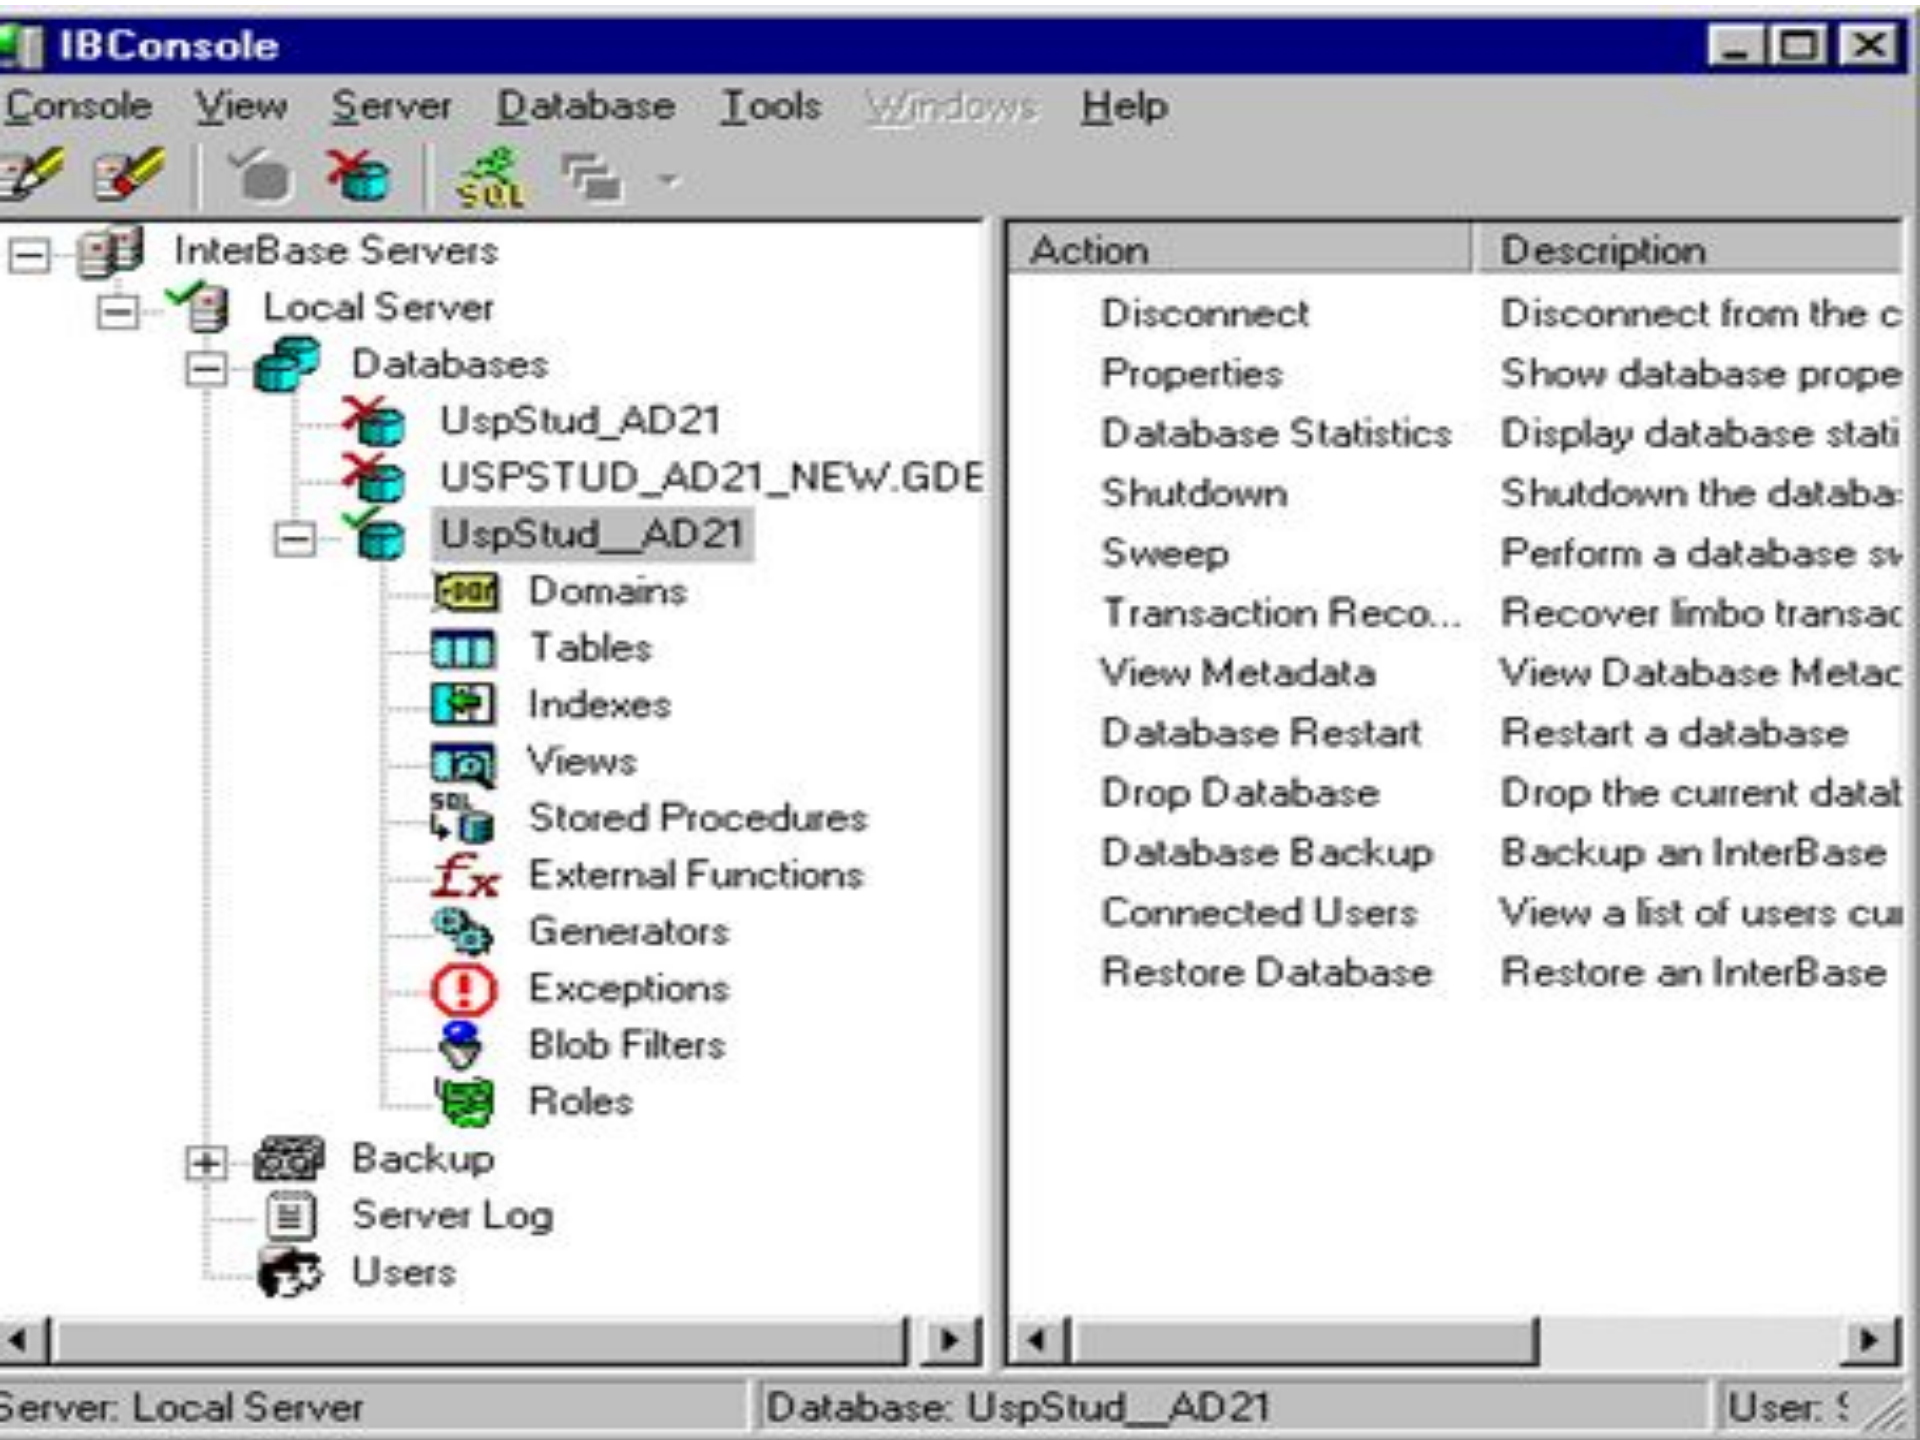 IBConsole
Console View Server Database Tools Windows Help
SQL
InterBase Servers
Local Server
Databases
UspStud_AD21
USPSTUD_AD21_NEW.GDE
UspStud__AD21
Domains
Tables
Indexes
Views
SQL
Stored Procedures
fx
External Functions
Generators
Exceptions
Blob Filters
Roles
Backup
Server Log
Users
Action Description
Disconnect Disconnect from the c
Properties Show database prope
Database Statistics Display database stati
Shutdown Shutdown the databa
Sweep Perform a database sw
Transaction Reco... Recover limbo transac
View Metadata View Database Metac
Database Restart Restart a database
Drop Database Drop the current datab
Database Backup Backup an InterBase
Connected Users View a list of users cur
Restore Database Restore an InterBase
Server: Local Server
Database: UspStud__AD21
User: